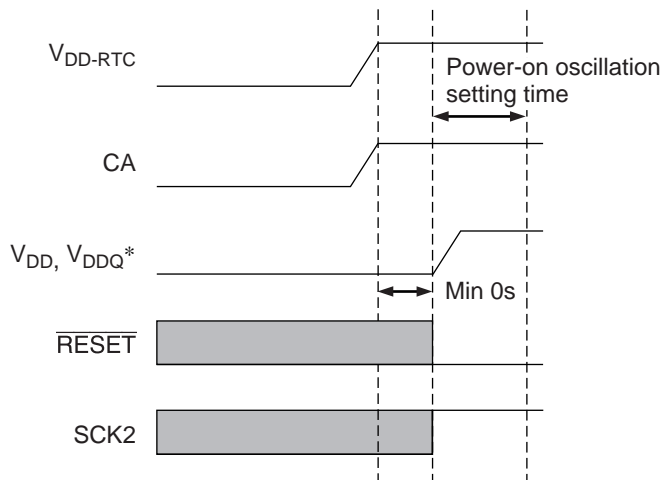 VDD-RTC
Power-on oscillation
setting time
CA
VDD, VDDQ*
Min 0s
RESET
SCK2